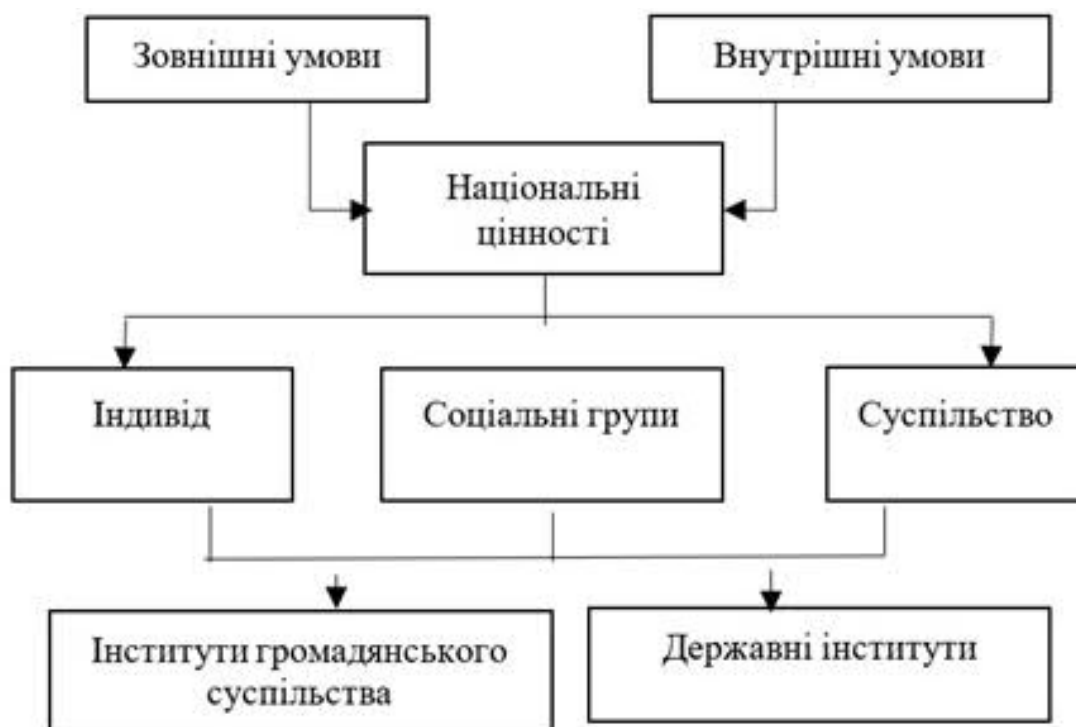 Зовнішні умови
Внутрішні умови
Національні
цінності
Індивід
Соціальні групи
Суспільство
Інститути громадянського
суспільства
Державні інститути